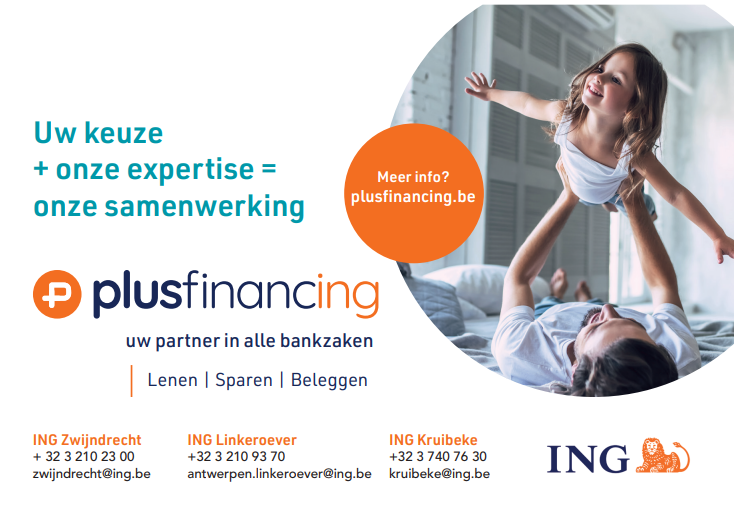 Uw keuze
+ onze expertise =
onze samenwerking
Meer info?
plusfinancing.be
plusfinancing
uw partner in alle bankzaken
Lenen | Sparen | Beleggen
ING Zwijndrecht
+ 32 3 210 23 00
zwijndrecht@ing.be
ING Linkeroever
+32 3 210 93 70
antwerpen.linkeroever@ing.be
ING Kruibeke
+32 3 740 76 30
kruibeke@ing.be
ING